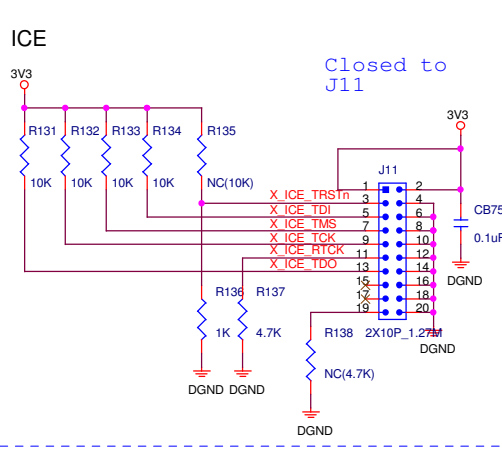 ICE
Closed to
J11
3V3
3V3
R131
R132
R133
R134
R135
J11
10K
10K
10K
10K
NC(10K)
1
2
X_ICE_TRSTn
3
4
X_ICE_TDI
5
6
X_ICE_TMS
7
8
X_ICE_TCK
9
10
X_ICE_RTCK
11
12
X_ICE_TDO
13
14
15
16
17
18
19
20
CB75
0.1uF
DGND
R136
R137
1K
4.7K
R138
2X10P_1.27M
DGND
NC(4.7K)
DGND
DGND
DGND